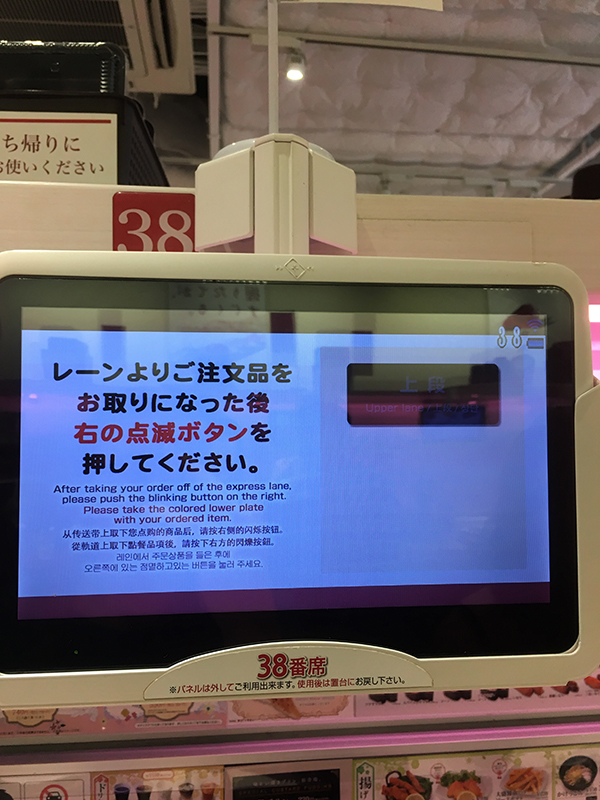 ち帰りに
お使いください
38
レーンよりご注文品を
お取りになった後
右の点滅ボタンを
押してください。
After taking your order off of the express lane,
please push the blinking button on the right.
Please take the colored lower plate
with your ordered item.
从传送带上取下您点购的商品后，请按右侧的闪烁按钮。
從軌道上取下點餐品項後，請按下右方的閃爍按鈕。
레인에서 주문상품을 들은 후에
오른쪽에 있는 점멸하고있는 버튼을 눌러 주세요.
38
上段
Upper lane
38番席
※パネルは外してご利用出来ます。使用後は置台にお戻し下さい。